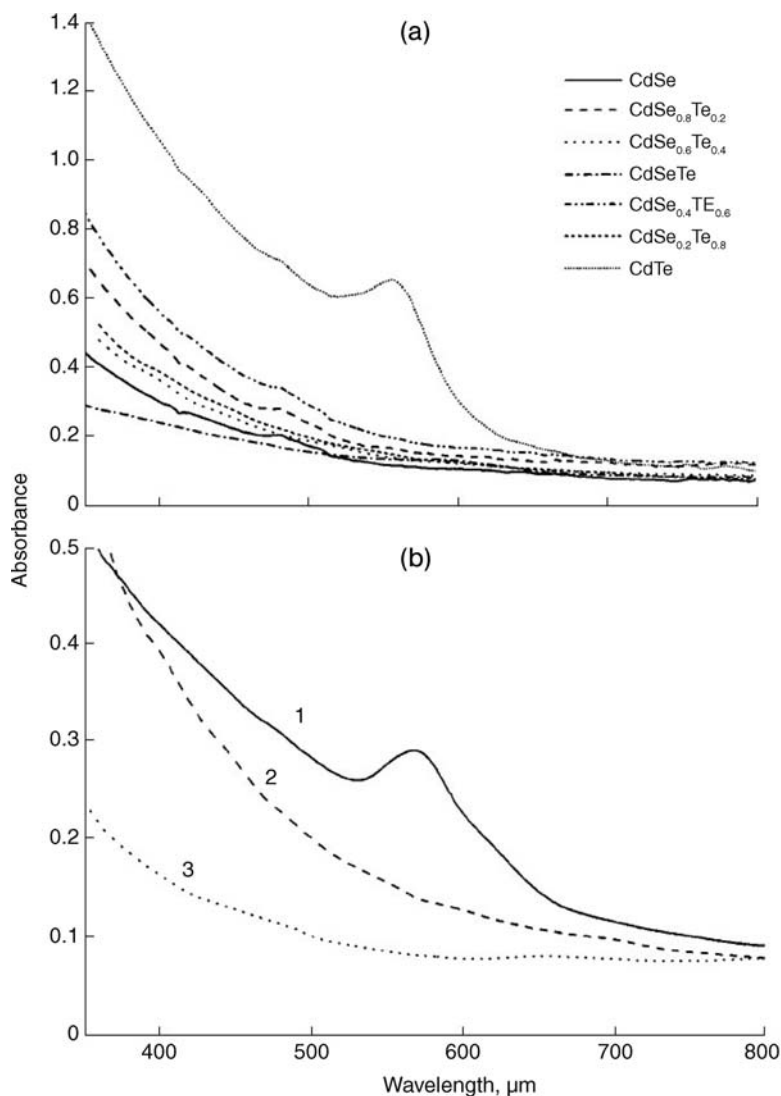 (a)
1.4
1.2
1.0
0.8
0.6
0.4
0.2
0
CdSe
CdSe₀.₈Te₀.₂
CdSe₀.₆Te₀.₄
CdSeTe
CdSe₀.₄TE₀.₆
CdSe₀.₂Te₀.₈
CdTe
Absorbance
(b)
0.5
0.4
0.3
0.2
0.1
0
1
2
3
400 500 600 700 800
Wavelength, μm